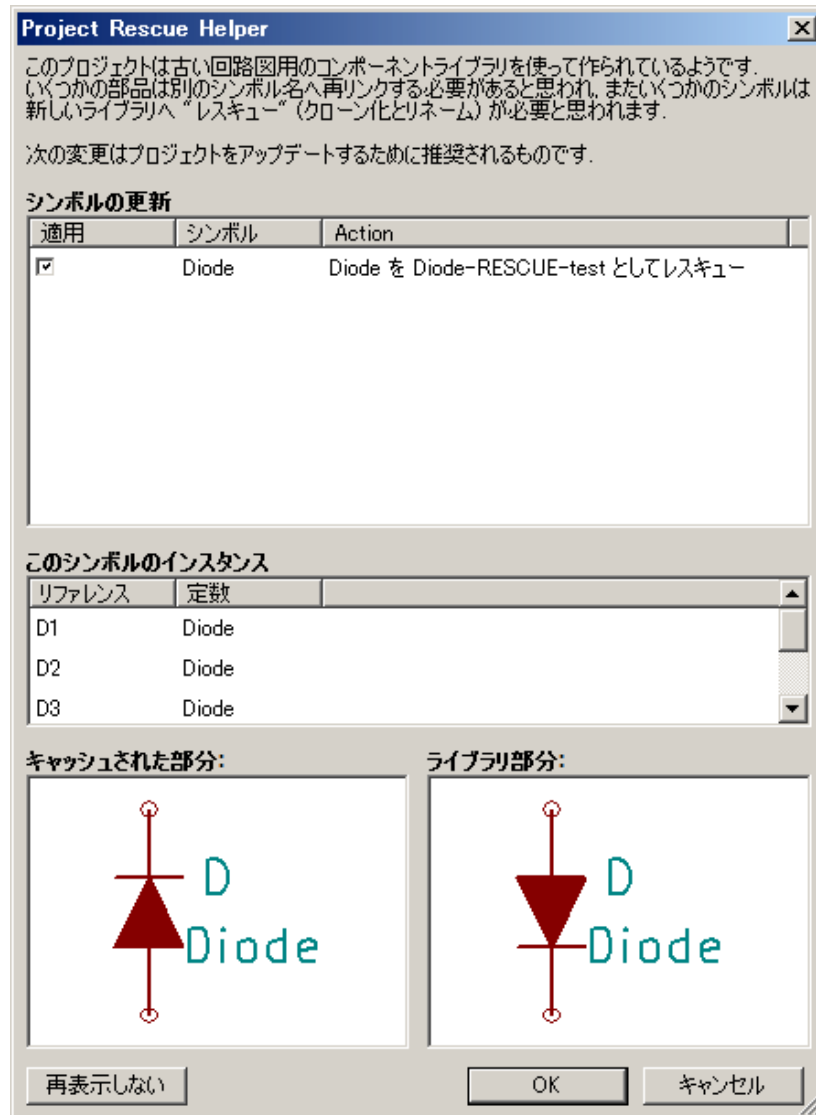 Project Rescue Helper
このプロジェクトは古い回路図用のコンポーネントライブラリを使って作られているようです.
いくつかの部品は別のシンボル名へ再リンクする必要があると思われ, またいくつかのシンボルは
新しいライブラリへ "レスキュー" (クローン化とリネーム) が必要と思われます.
次の変更はプロジェクトをアップデートするために推奨されるものです.
シンボルの更新
適用 シンボル Action
Diode Diode を Diode-RESCUE-test としてレスキュー
このシンボルのインスタンス
リファレンス 定数
D1 Diode
D2 Diode
D3 Diode
キャッシュされた部分: ライブラリ部分:
D D
Diode Diode
再表示しない OK キャンセル